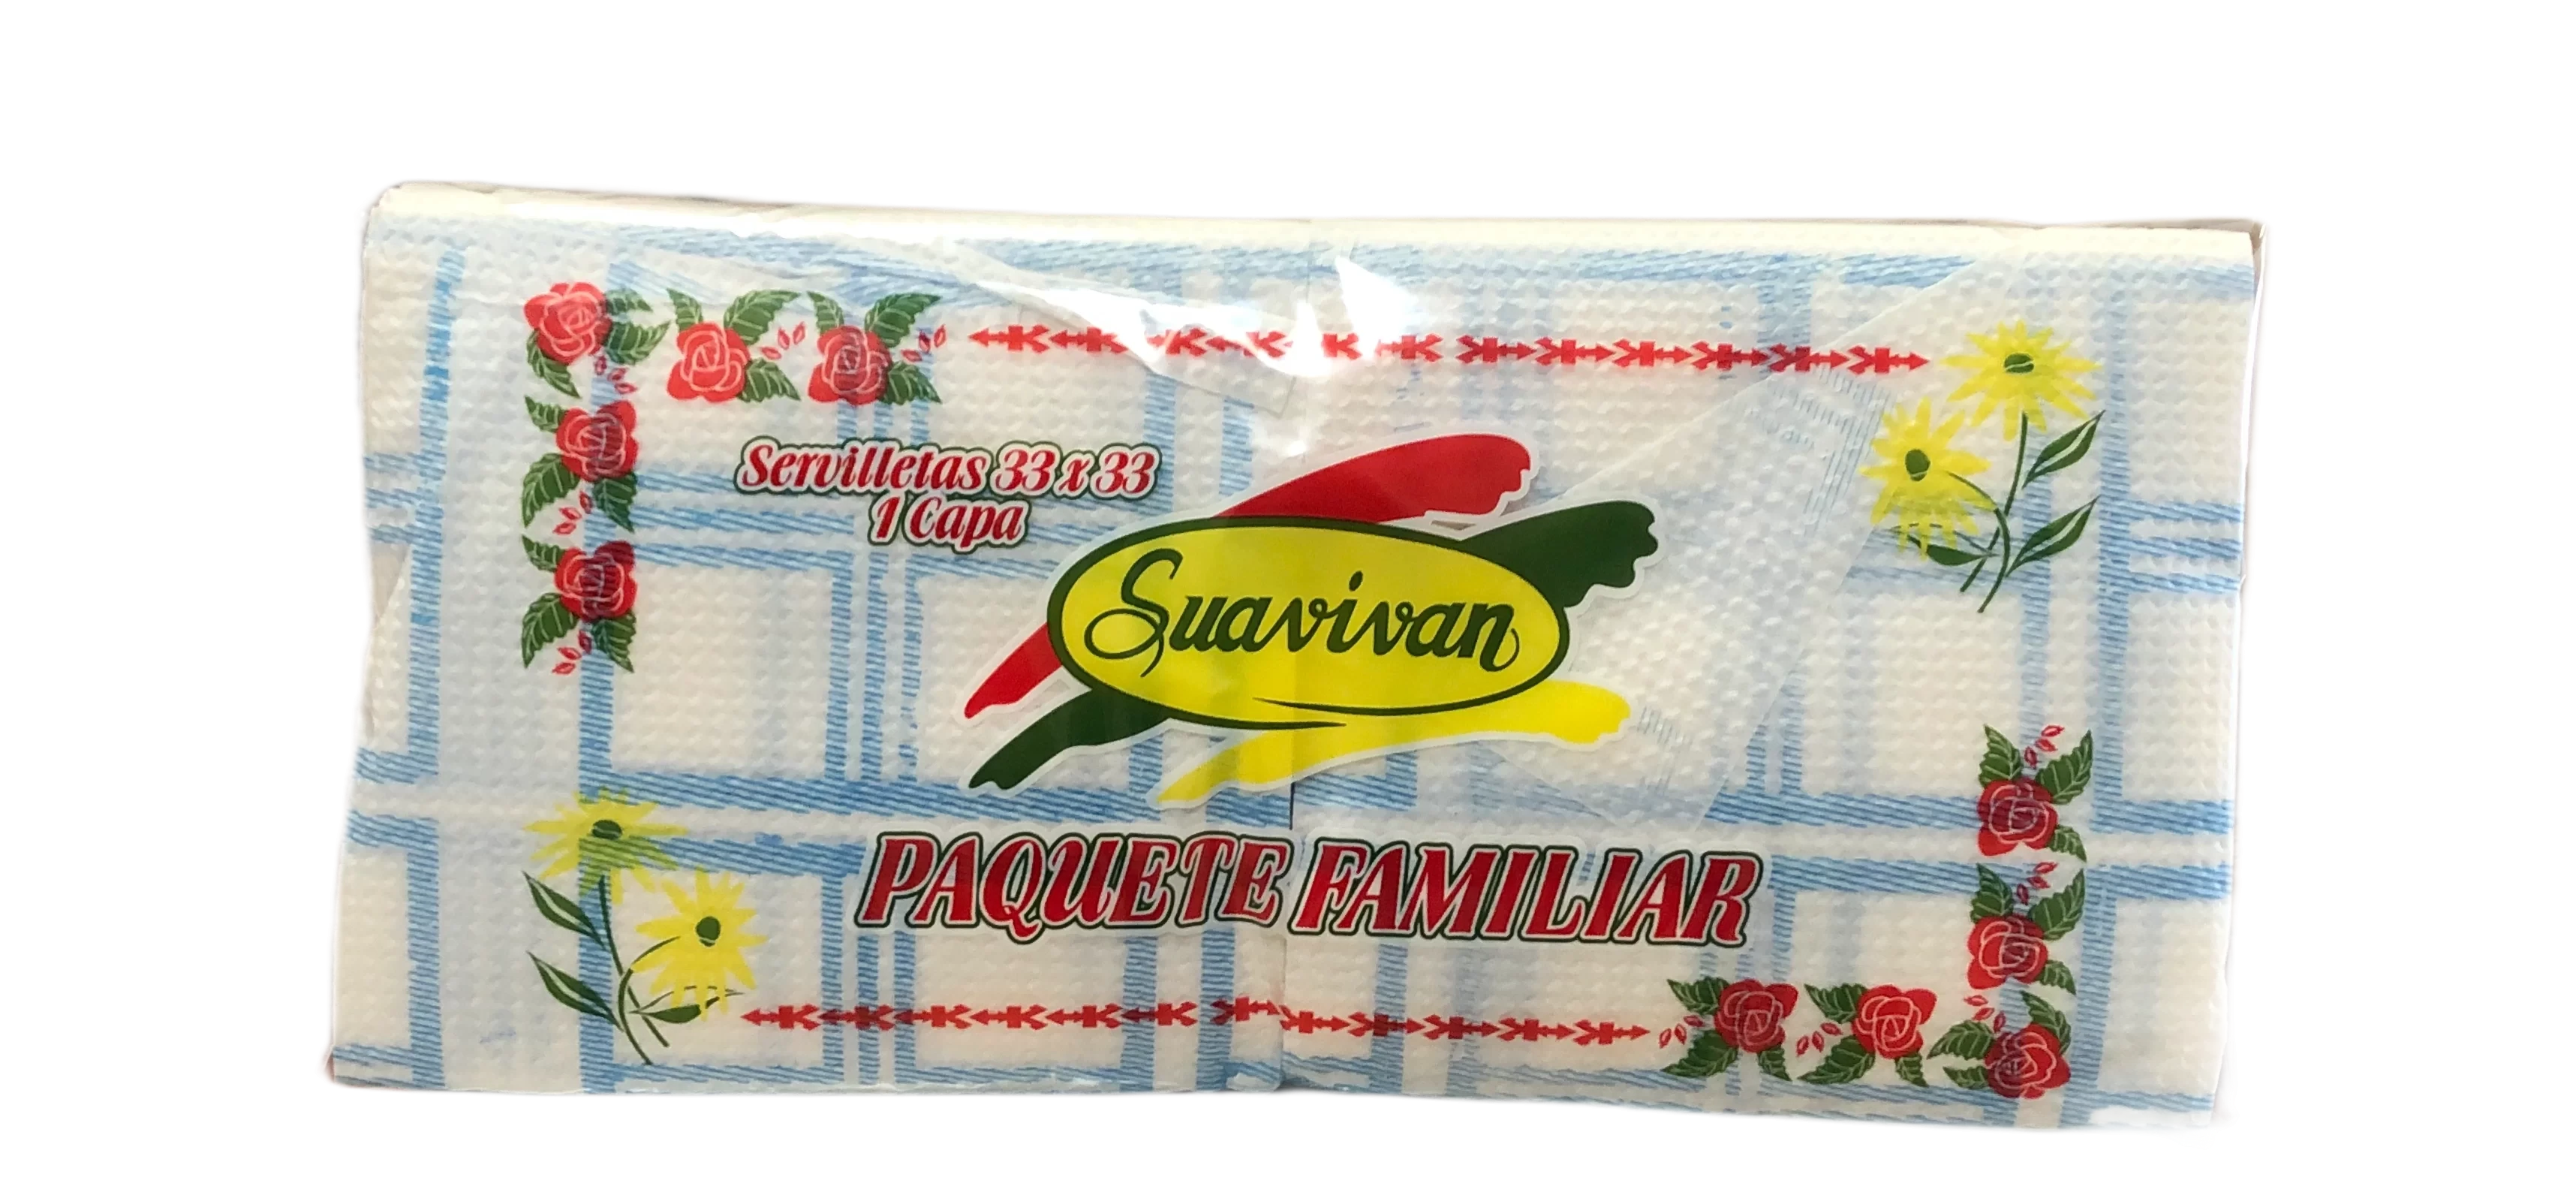 Servilletas 33 x 33
1 Capa
Suavivan
PAQUETE FAMILIAR